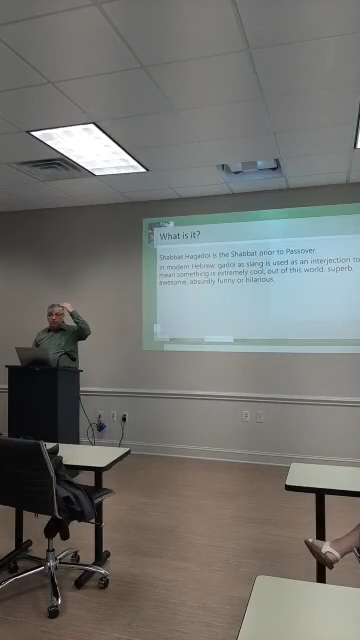 What is it?
Shabbat Hagadol is the Shabbat prior to Passover.
In modern Hebrew, gadol as slang is used as an interjection to
mean something is extremely cool, out of this world, superb,
awesome, absurdly funny or hilarious.